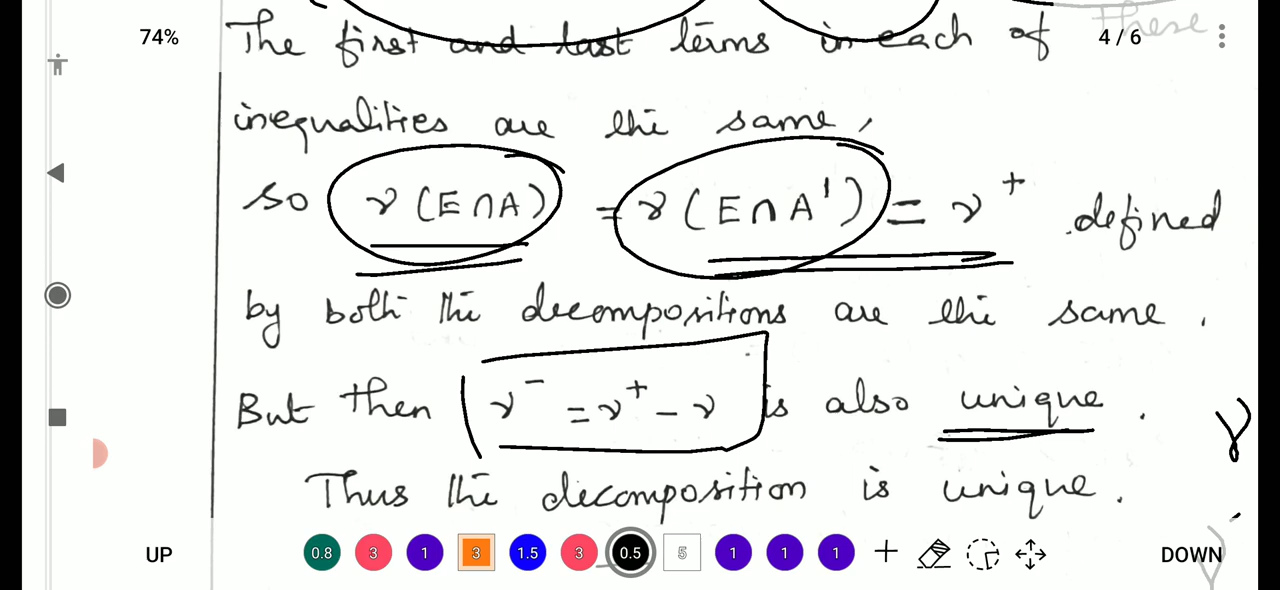 74%
The first and last terms in each of these
4 / 6
inequalities are the same,
so ν (E ∩ A) = ν (E ∩ A') = ν⁺ defined
by both the decompositions are the same.
But then ν⁻ = ν⁺ - ν is also unique.
γ
Thus the decomposition is unique.
UP 0.8 3 1 3 1.5 3 0.5 5 1 1 1 DOWN